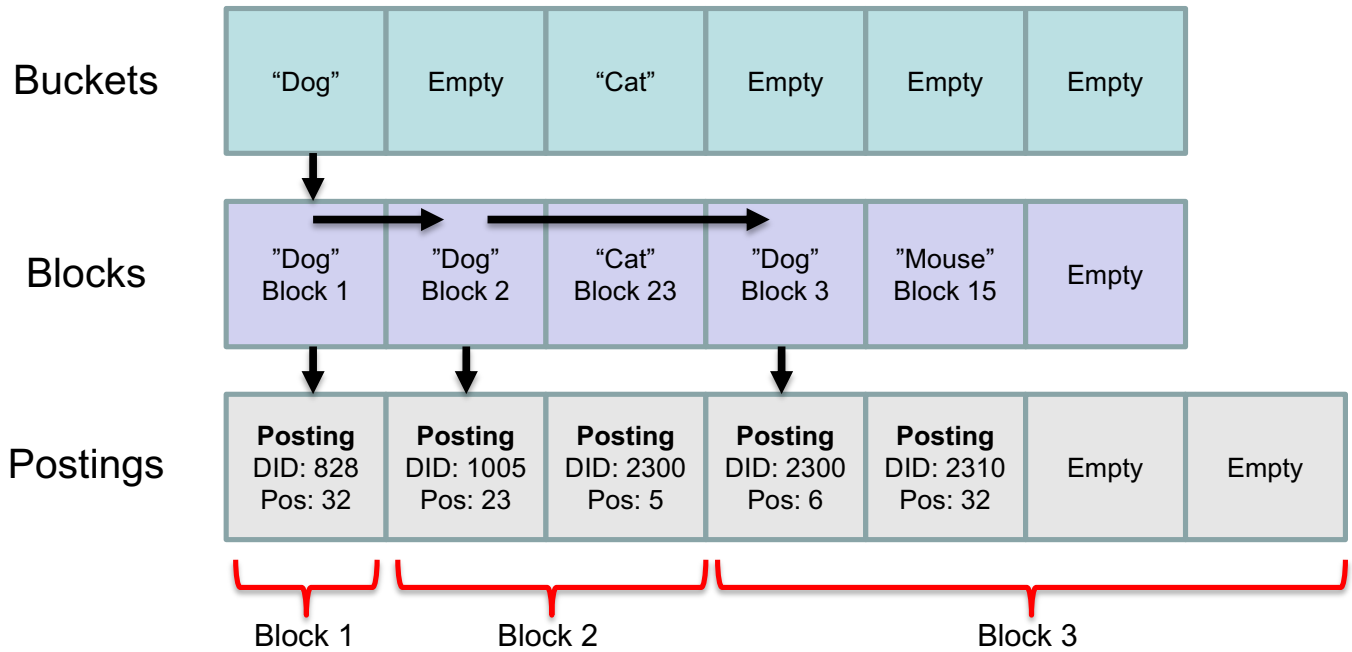 Buckets
“Dog”
Empty
“Cat”
Empty
Empty
Empty
Blocks
”Dog”
Block 1
”Dog”
Block 2
“Cat”
Block 23
”Dog”
Block 3
”Mouse”
Block 15
Empty
Postings
Posting
DID: 828
Pos: 32
Posting
DID: 1005
Pos: 23
Posting
DID: 2300
Pos: 5
Posting
DID: 2300
Pos: 6
Posting
DID: 2310
Pos: 32
Empty
Empty
Block 1
Block 2
Block 3